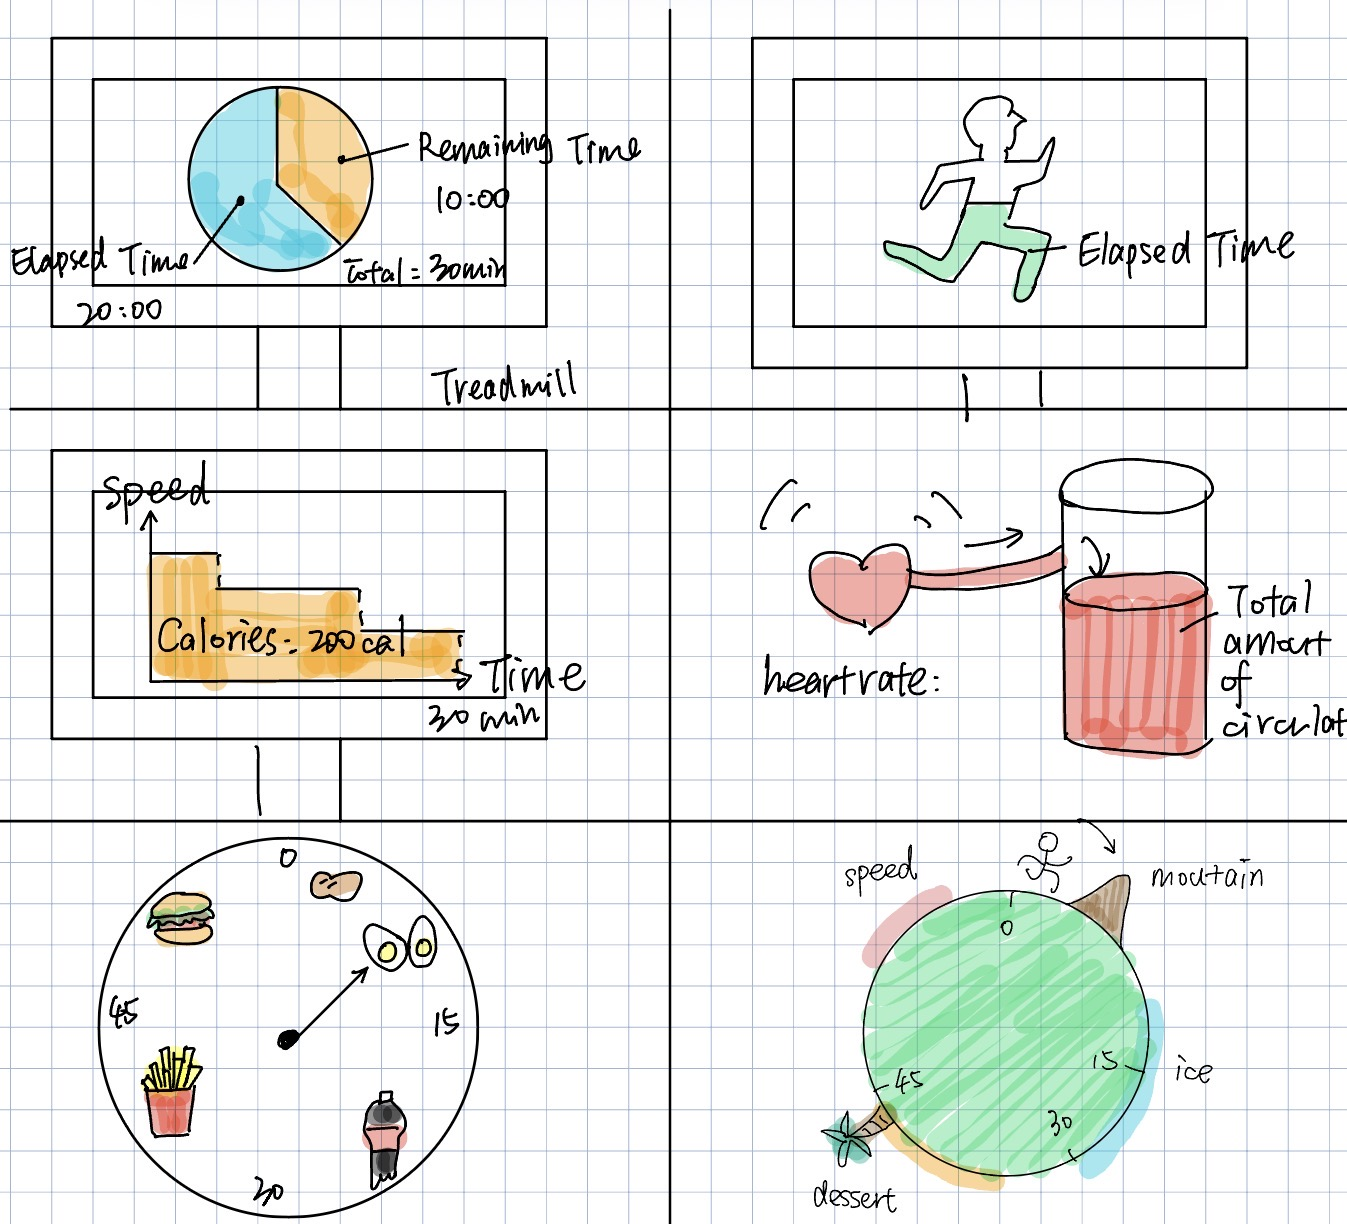 Remaining Time
10:00
Elapsed Time
Total = 30min
20:00
Treadmill
Elapsed Time
Speed
Calories: 200 cal
Time
30 min
heartrate:
Total
amount
of
circulat
0
45
15
30
speed
moutain
0
15
ice
45
30
dessert